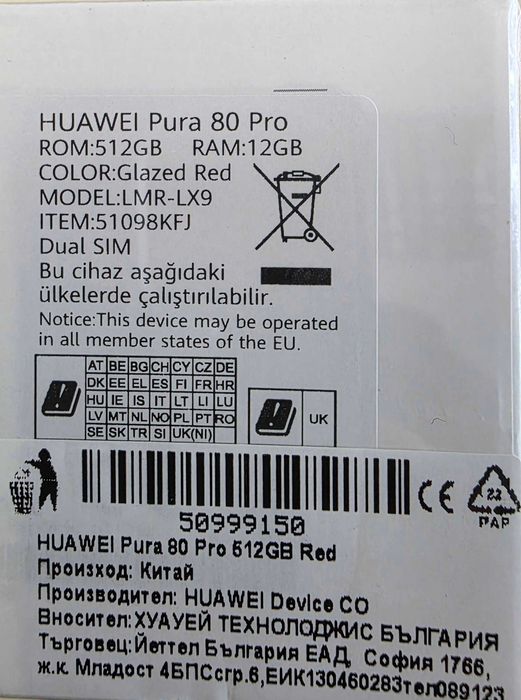 HUAWEI Pura 80 Pro
ROM:512GB RAM:12GB
COLOR:Glazed Red
MODEL:LMR-LX9
ITEM:51098KFJ
Dual SIM
Bu cihaz aşağıdaki
ülkelerde çalıştırılabilir.
Notice:This device may be operated
in all member states of the EU.
AT BE BG CH CY CZ DE
DK EE EL ES FI FR HR
HU IE IS IT LT LI LU
LV MT NL NO PL PT RO
SE SK TR SI UK(NI)
UK
CE
22
PAP
50999150
HUAWEI Pura 80 Pro 512GB Red
Произход: Китай
Производител: HUAWEI Device CO
Вносител:ХУАУЕЙ ТЕХНОЛОДЖИС БЪЛГАРИЯ
Търговец:Йеттел България ЕАД, София 1766,
ж.к. Младост 4БПСсгр.6,ЕИК130460283тел089123